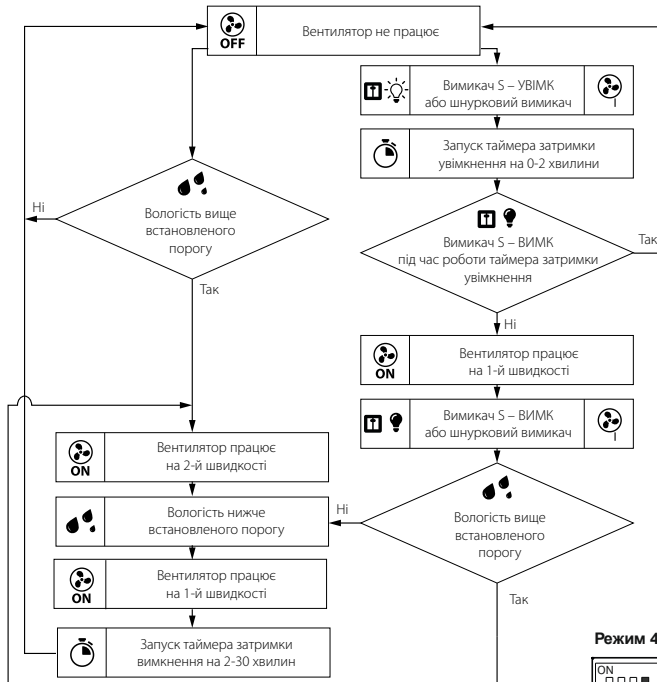 OFF
Вентилятор не працює
Вимикач S – УВІМК
або шнурковий вимикач
Запуск таймера затримки
увімкнення на 0-2 хвилини
Ні
Вологість вище
встановленого
порогу
Так
Вимикач S – ВИМК
під час роботи таймера затримки
увімкнення
Так
Ні
ON
Вентилятор працює
на 1-й швидкості
Вимикач S – ВИМК
або шнурковий вимикач
ON
Вентилятор працює
на 2-й швидкості
Вологість нижче
встановленого порогу
Ні
Вологість вище
встановленого
порогу
Так
ON
Вентилятор працює
на 1-й швидкості
Запуск таймера затримки
вимкнення на 2-30 хвилин
Режим 4
ON